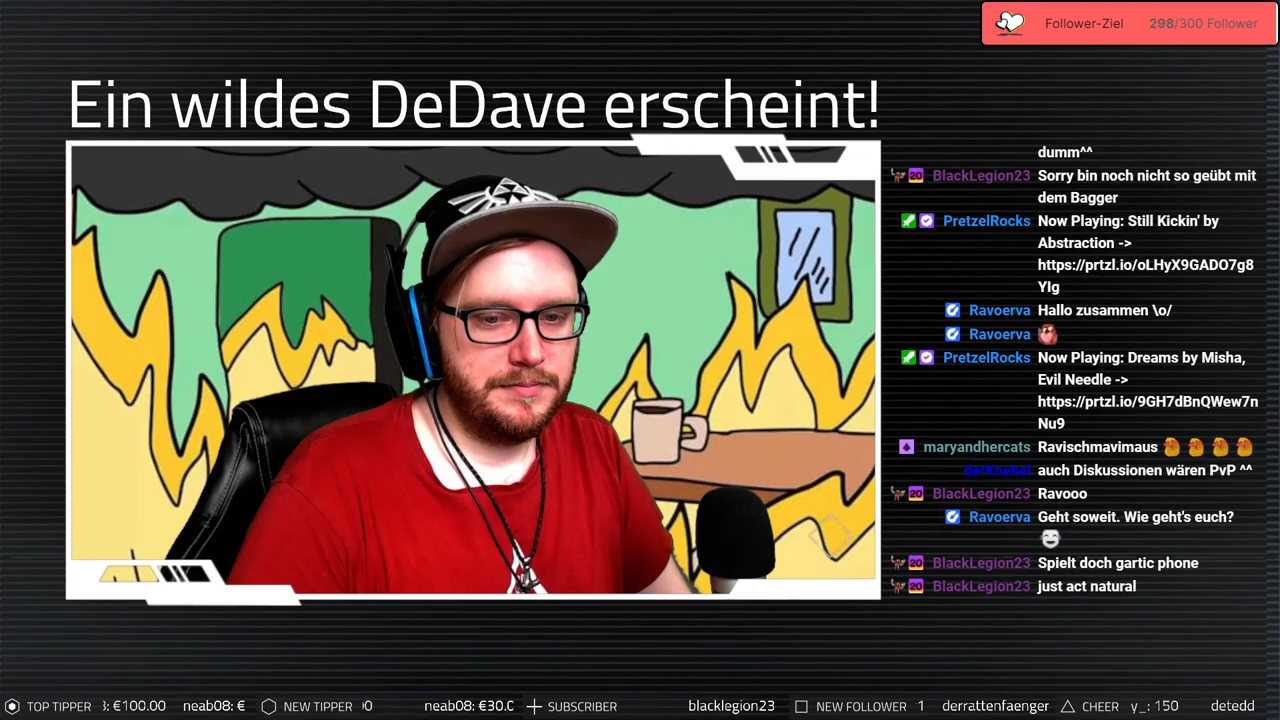 Follower-Ziel 298/300 Follower
Ein wildes DeDave erscheint!
dumm^^
BlackLegion23 Sorry bin noch nicht so geübt mit
dem Bagger
PretzelRocks Now Playing: Still Kickin' by
Abstraction ->
https://prtzl.io/oLHyX9GADO7g8
Ylg
Ravoerva Hallo zusammen \o/
Ravoerva
PretzelRocks Now Playing: Dreams by Misha,
Evil Needle ->
https://prtzl.io/9GH7dBnQWew7n
Nu9
maryandhercats Ravischmavimaus
derKnebel auch Diskussionen wären PvP ^^
BlackLegion23 Ravooo
Ravoerva Geht soweit. Wie geht's euch?
BlackLegion23 Spielt doch gartic phone
BlackLegion23 just act natural
TOP TIPPER : €100.00 neab08: € NEW TIPPER neab08: €30.0 SUBSCRIBER blacklegion23 NEW FOLLOWER 1 derrattenfaenger CHEER y_: 150 detedd